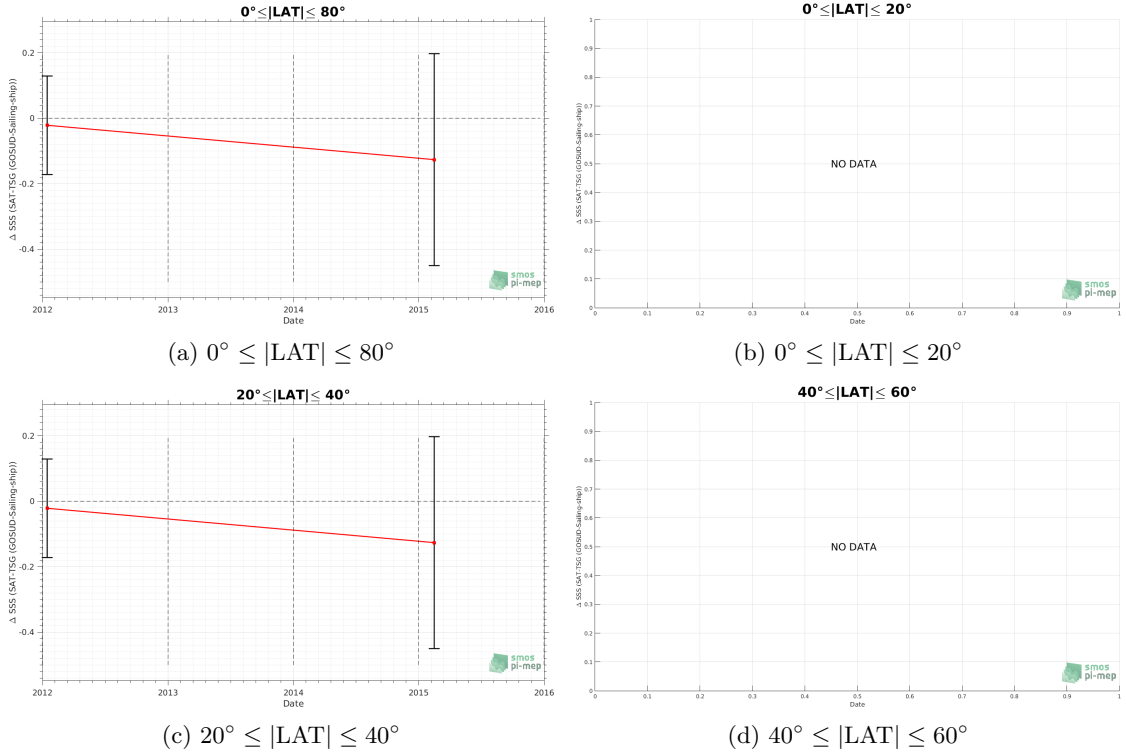 0°≤|LAT|≤ 80°
Δ SSS (SAT-TSG (GOSUD-Sailing-ship))
0.2
0
-0.2
-0.4
2012 2013 2014 2015 2016
Date
smos
pi-mep
(a) 0° ≤ |LAT| ≤ 80°
0°≤|LAT|≤ 20°
Δ SSS (SAT-TSG (GOSUD-Sailing-ship))
1
0.9
0.8
0.7
0.6
0.5
0.4
0.3
0.2
0.1
0
NO DATA
0 0.1 0.2 0.3 0.4 0.5 0.6 0.7 0.8 0.9 1
Date
smos
pi-mep
(b) 0° ≤ |LAT| ≤ 20°
20°≤|LAT|≤ 40°
Δ SSS (SAT-TSG (GOSUD-Sailing-ship))
0.2
0
-0.2
-0.4
2012 2013 2014 2015 2016
Date
smos
pi-mep
(c) 20° ≤ |LAT| ≤ 40°
40°≤|LAT|≤ 60°
Δ SSS (SAT-TSG (GOSUD-Sailing-ship))
1
0.9
0.8
0.7
0.6
0.5
0.4
0.3
0.2
0.1
0
NO DATA
0 0.1 0.2 0.3 0.4 0.5 0.6 0.7 0.8 0.9 1
Date
smos
pi-mep
(d) 40° ≤ |LAT| ≤ 60°